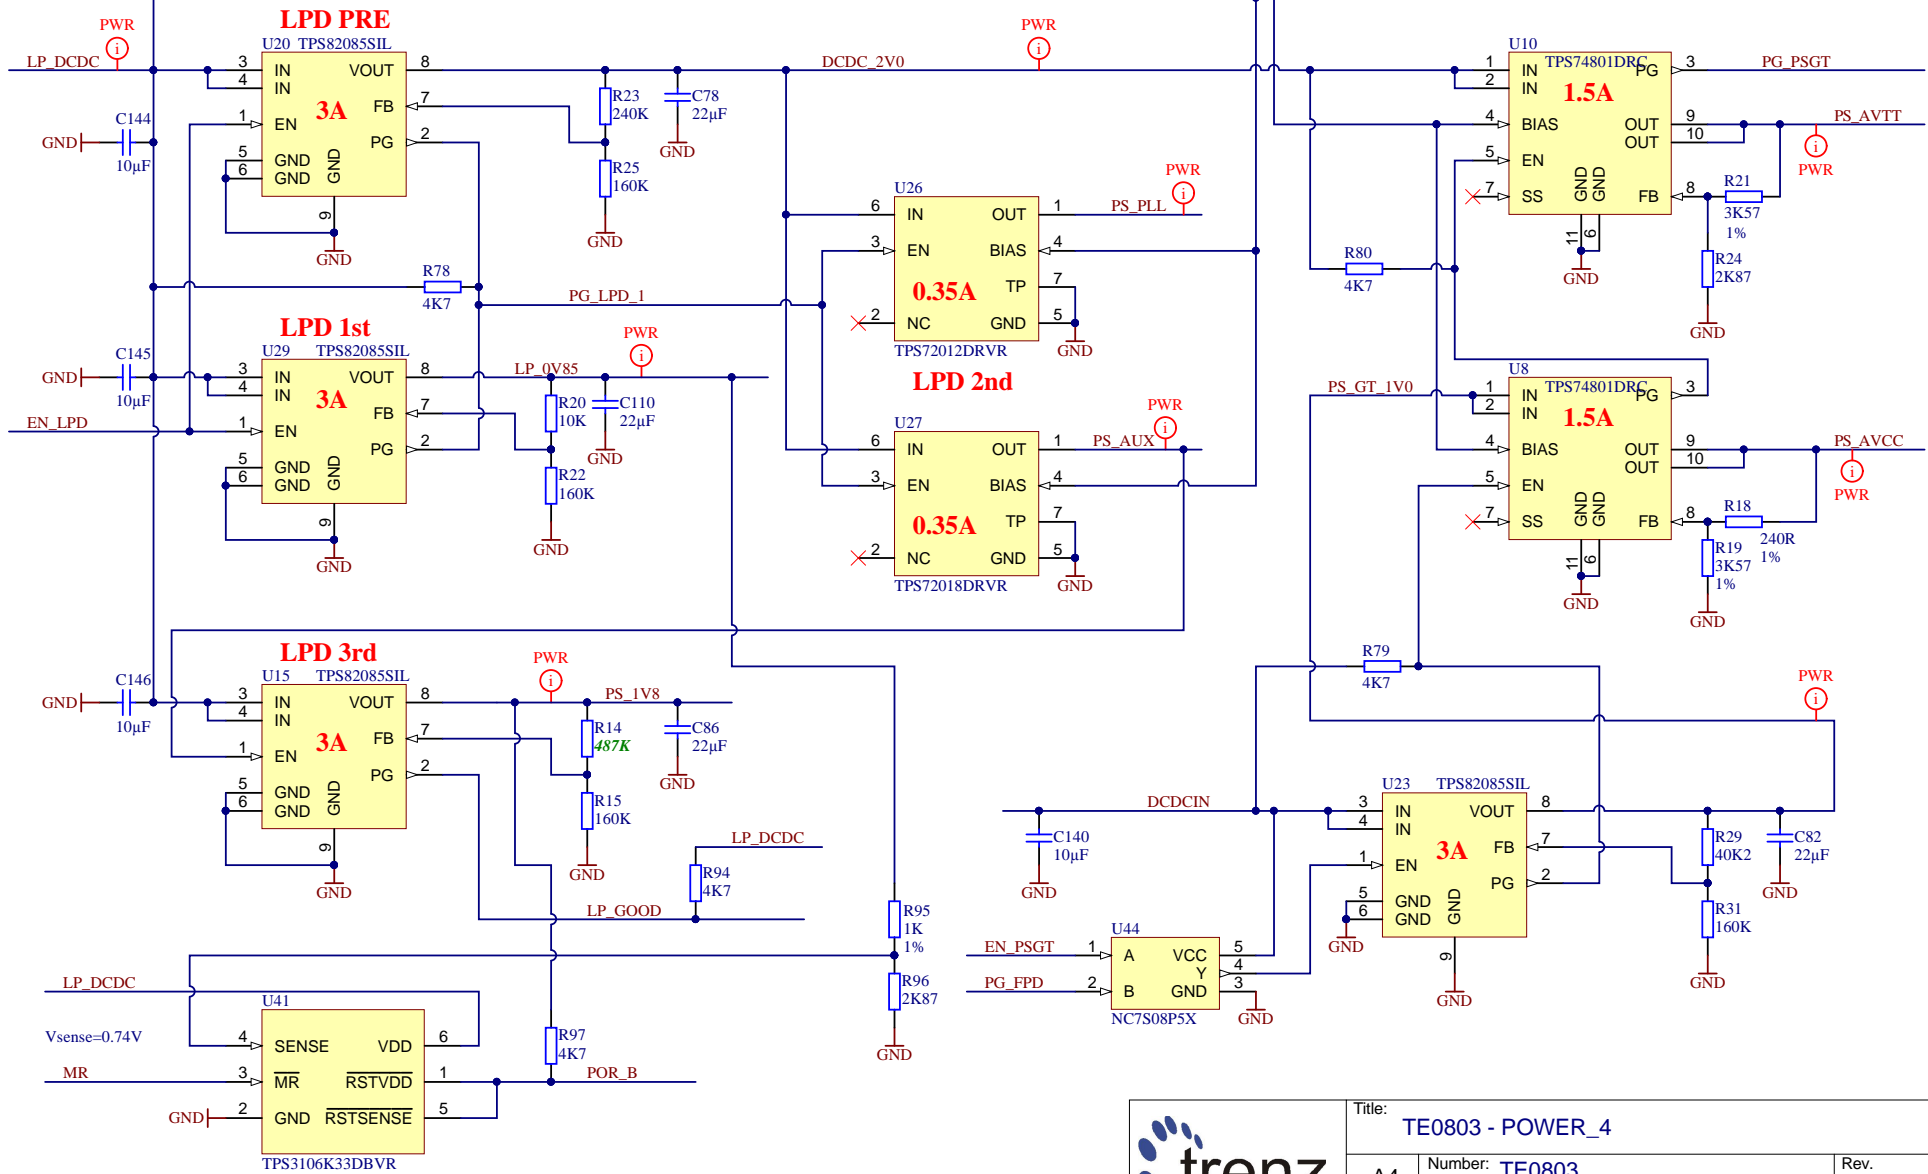 LPD PRE
PWR
LP_DCDC
U20 TPS82085SIL
3 IN VOUT 8
4 IN
3A
FB 7
1 EN
PG 2
5 GND
6 GND
GND
9
GND
C144
GND
10µF
R23
240K
C78
22µF
GND
R25
160K
GND
DCDC_2V0
PWR
R78
4K7
PG_LPD_1
LPD 1st
U29 TPS82085SIL
3 IN VOUT 8
4 IN
3A
FB 7
1 EN
PG 2
5 GND
6 GND
GND
9
GND
C145
GND
10µF
EN_LPD
LP_0V85
PWR
R20
10K
C110
22µF
GND
R22
160K
GND
U26
6 IN OUT 1
3 EN BIAS 4
TP 7
0.35A
2 NC GND 5
TPS72012DRVR
GND
PS_PLL
PWR
LPD 2nd
U27
6 IN OUT 1
3 EN BIAS 4
TP 7
0.35A
2 NC GND 5
TPS72018DRVR
GND
PS_AUX
PWR
U10
TPS74801DRC
1 IN PG 3
2 IN
1.5A
4 BIAS OUT 9
OUT 10
5 EN
7 SS FB 8
GND
GND
11
6
GND
PG_PSGT
PS_AVTT
PWR
R21
3K57
1%
R24
2K87
GND
R80
4K7
U8
TPS74801DRC
PG 3
1 IN
2 IN
1.5A
4 BIAS OUT 9
OUT 10
5 EN
7 SS FB 8
GND
GND
11
6
GND
PS_GT_1V0
PS_AVCC
PWR
R18
240R
1%
R19
3K57
1%
GND
LPD 3rd
U15 TPS82085SIL
3 IN VOUT 8
4 IN
3A
FB 7
1 EN
PG 2
5 GND
6 GND
GND
9
GND
C146
GND
10µF
PWR
PS_1V8
R14
487K
C86
22µF
GND
R15
160K
GND
LP_DCDC
R94
4K7
LP_GOOD
R95
1K
1%
R96
2K87
GND
LP_DCDC
U41
Vsense=0.74V
4 SENSE VDD 6
MR
3 MR RSTVDD 1
GND 2 GND RSTSENSE 5
TPS3106K33DBVR
R97
4K7
POR_B
R79
4K7
PWR
DCDCIN
C140
10µF
GND
U23 TPS82085SIL
3 IN VOUT 8
4 IN
3A
FB 7
1 EN
PG 2
5 GND
6 GND
GND
GND
9
GND
R29
40K2
C82
22µF
GND
R31
160K
GND
U44
EN_PSGT 1 A VCC 5
Y 4
PG_FPD 2 B GND 3
NC7S08P5X
GND
trenz
Title:
TE0803 - POWER_4
A4
Number: TE0803
Rev.